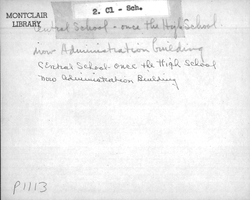 MONTCLAIR
LIBRARY
2. Cl - Sch.
Central School - once the High School
now Administration building
Central School - once the High School
now Administration Building
P1113